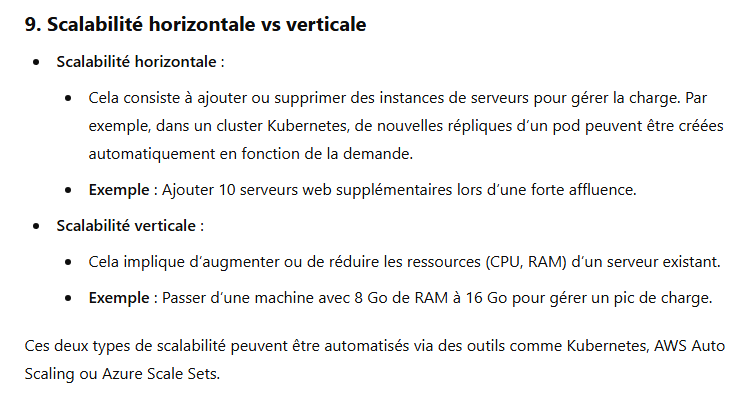 9. Scalabilité horizontale vs verticale
• Scalabilité horizontale :
• Cela consiste à ajouter ou supprimer des instances de serveurs pour gérer la charge. Par
exemple, dans un cluster Kubernetes, de nouvelles répliques d’un pod peuvent être créées
automatiquement en fonction de la demande.
• Exemple : Ajouter 10 serveurs web supplémentaires lors d’une forte affluence.
• Scalabilité verticale :
• Cela implique d’augmenter ou de réduire les ressources (CPU, RAM) d’un serveur existant.
• Exemple : Passer d’une machine avec 8 Go de RAM à 16 Go pour gérer un pic de charge.
Ces deux types de scalabilité peuvent être automatisés via des outils comme Kubernetes, AWS Auto
Scaling ou Azure Scale Sets.